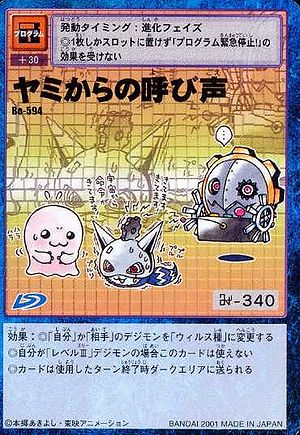 プログラム
+30
発動タイミング：進化フェイズ
◎1枚しかスロットに置けず「プログラム緊急停止」の
効果を受けない
ヤミからの呼び声
Bo-594
み-340
効果：◎「自分」か「相手」のデジモンを「ウィルス種」に変更する
◎自分が「レベルⅢ」デジモンの場合このカードは使えない
◎カードは使用したターン終了時ダークエリアに送られる
©本郷あきよし・東映アニメーション
BANDAI 2001 MADE IN JAPAN